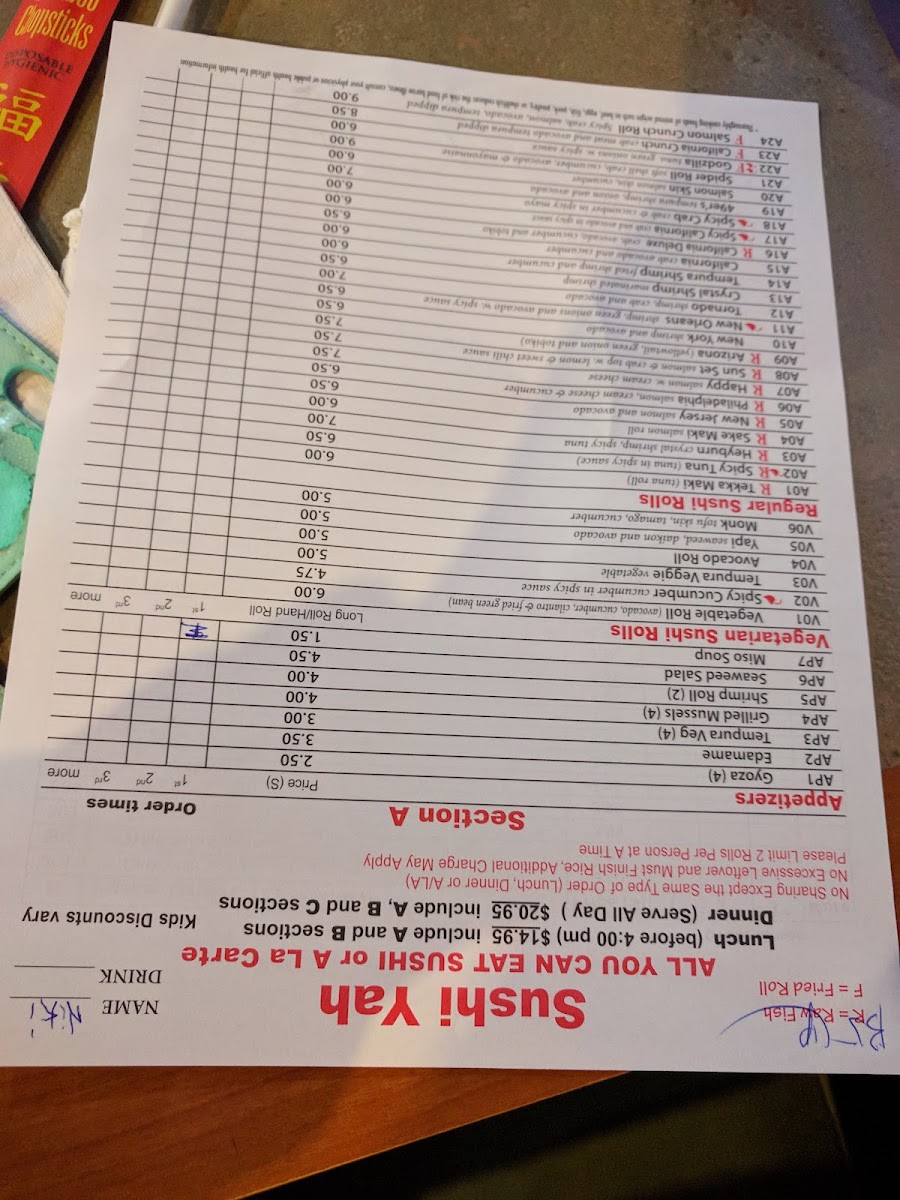 Chopsticks
DISPOSABLE
HYGIENIC
福
R = Raw Fish
F = Fried Roll
Sushi Yah
NAME Niki
DRINK
ALL YOU CAN EAT SUSHI or A La Carte
Lunch (before 4:00 pm) $14.95 include A and B sections
Dinner (Serve All Day ) $20.95 include A, B and C sections
Kids Discounts vary
No Sharing Except the Same Type of Order (Lunch, Dinner or A/LA)
No Excessive Leftover and Must Finish Rice, Additional Charge May Apply
Please Limit 2 Rolls Per Person at A Time
Section A
Order times
Appetizers Price (S) 1st 2nd 3rd more
AP1 Gyoza (4) 2.50
AP2 Edamame 3.50
AP3 Tempura Veg (4) 3.00
AP4 Grilled Mussels (4) 4.00
AP5 Shrimp Roll (2) 4.00
AP6 Seaweed Salad 4.50
AP7 Miso Soup 1.50
Vegetarian Sushi Rolls Long Roll/Hand Roll 1st 2nd 3rd more
V01 Vegetable Roll (avocado, cucumber, cilantro & fried green bean) 6.00
V02 Spicy Cucumber cucumber in spicy sauce 4.75
V03 Tempura Veggie vegetable 5.00
V04 Avocado Roll 5.00
V05 Yapi seaweed, daikon and avocado 5.00
V06 Monk tofu skin, tamago, cucumber 5.00
Regular Sushi Rolls
A01 R Tekka Maki (tuna roll) 6.00
A02 R Spicy Tuna (tuna in spicy sauce) 6.50
A03 R Heyburn crystal shrimp, spicy tuna 7.00
A04 R Sake Maki salmon roll 6.00
A05 R New Jersey salmon and avocado 6.50
A06 R Philadelphia salmon, cream cheese & cucumber 6.50
A07 R Happy salmon w. cream cheese 7.50
A08 R Sun Set salmon & crab top w. lemon & sweet chili sauce 7.50
A09 R Arizona (yellowtail, green onion and tobiko) 7.50
A10 New York shrimp and avocado 6.50
A11 New Orleans shrimp, green onions and avocado w. spicy sauce 6.50
A12 Tornado shrimp, crab and avocado 7.00
A13 Crystal Shrimp marinated shrimp 6.50
A14 Tempura Shrimp fried shrimp and cucumber 6.00
A15 California crab avocado and cucumber 6.00
A16 R California Deluxe crab, avocado, cucumber and tobiko 6.50
A17 Spicy California crab and avocado in spicy sauce 6.00
A18 Spicy Crab crab & cucumber in spicy mayo 6.00
A19 49er's tempura shrimp, onion and avocado 7.00
A20 Salmon Skin salmon skin, cucumber 6.00
A21 Spider Roll soft shell crab, cucumber, avocado & mayonnaise 9.00
A22 F Godzilla tuna, green onions w. spicy sauce 6.00
A23 F California Crunch crab meat and avocado tempura dipped 8.50
A24 F Salmon Crunch Roll Spicy crab, salmon, avocado, tempura dipped 9.00